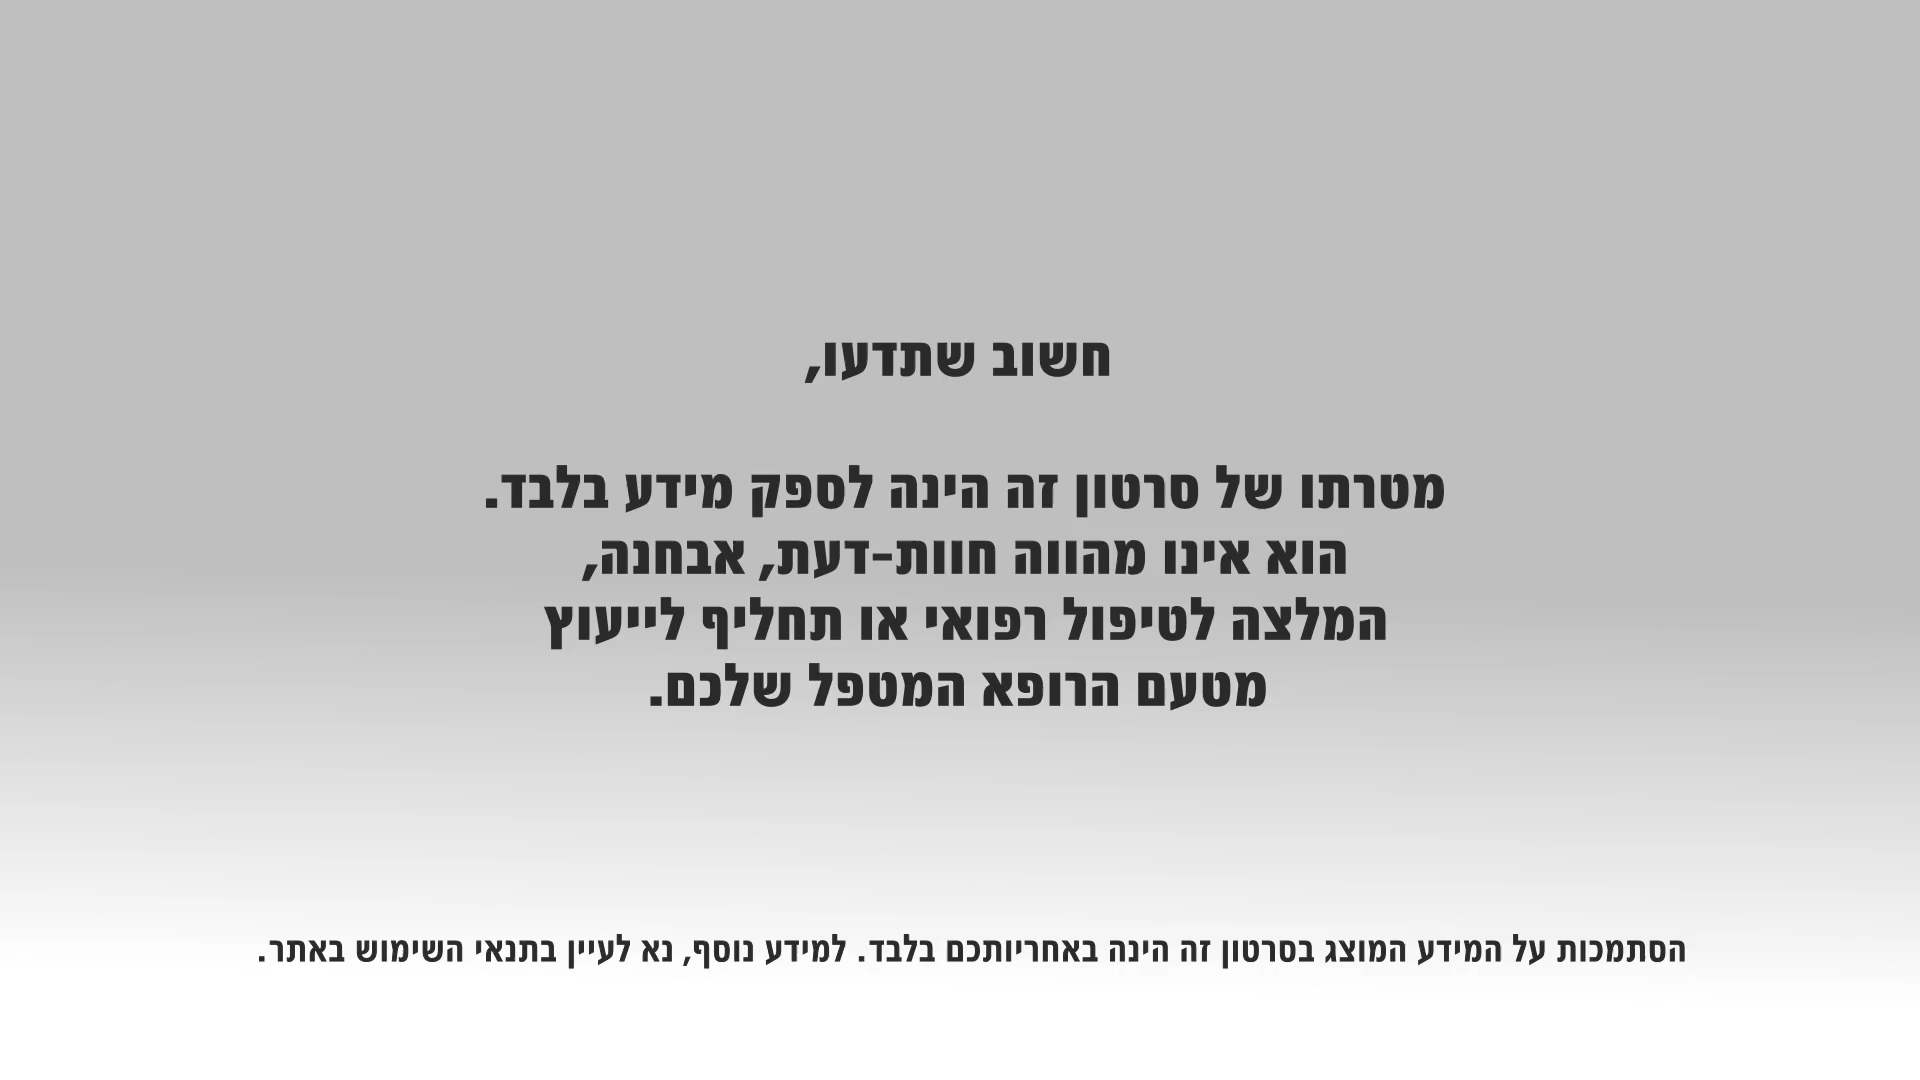 חשוב שתדעו,
מטרתו של סרטון זה הינה לספק מידע בלבד.
הוא אינו מהווה חוות-דעת, אבחנה,
המלצה לטיפול רפואי או תחליף לייעוץ
מטעם הרופא המטפל שלכם.
הסתמכות על המידע המוצג בסרטון זה הינה באחריותכם בלבד. למידע נוסף, נא לעיין בתנאי השימוש באתר.